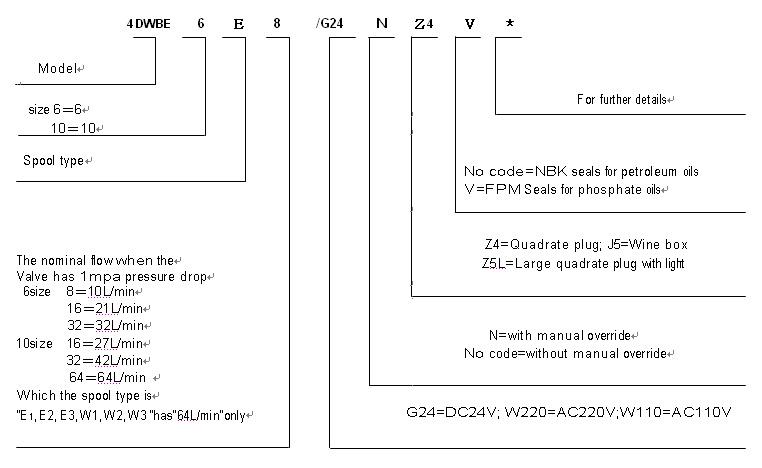 4DWBE 6 E 8 /G24 N Z4 V *
Model↵
size 6=6↵
10=10↵
Spool type↵
The nominal flow when the
Valve has 1mpa pressure drop↵
6size 8=10L/min↵
16=21L/min↵
32=32L/min↵
10size 16=27L/min↵
32=42L/min↵
64=64L/min ↵
Which the spool type is
"E1, E2, E3, W1, W2, W3"has"64L/min"only↵
For further details↵
No code=NBK seals for petroleum oils
V=FPM Seals for phosphate oils↵
Z4=Quadrate plug; J5=Wine box
Z5L=Large quadrate plug with light
N=with manual override↵
No code=without manual override↵
G24=DC24V; W220=AC220V;W110=AC110V